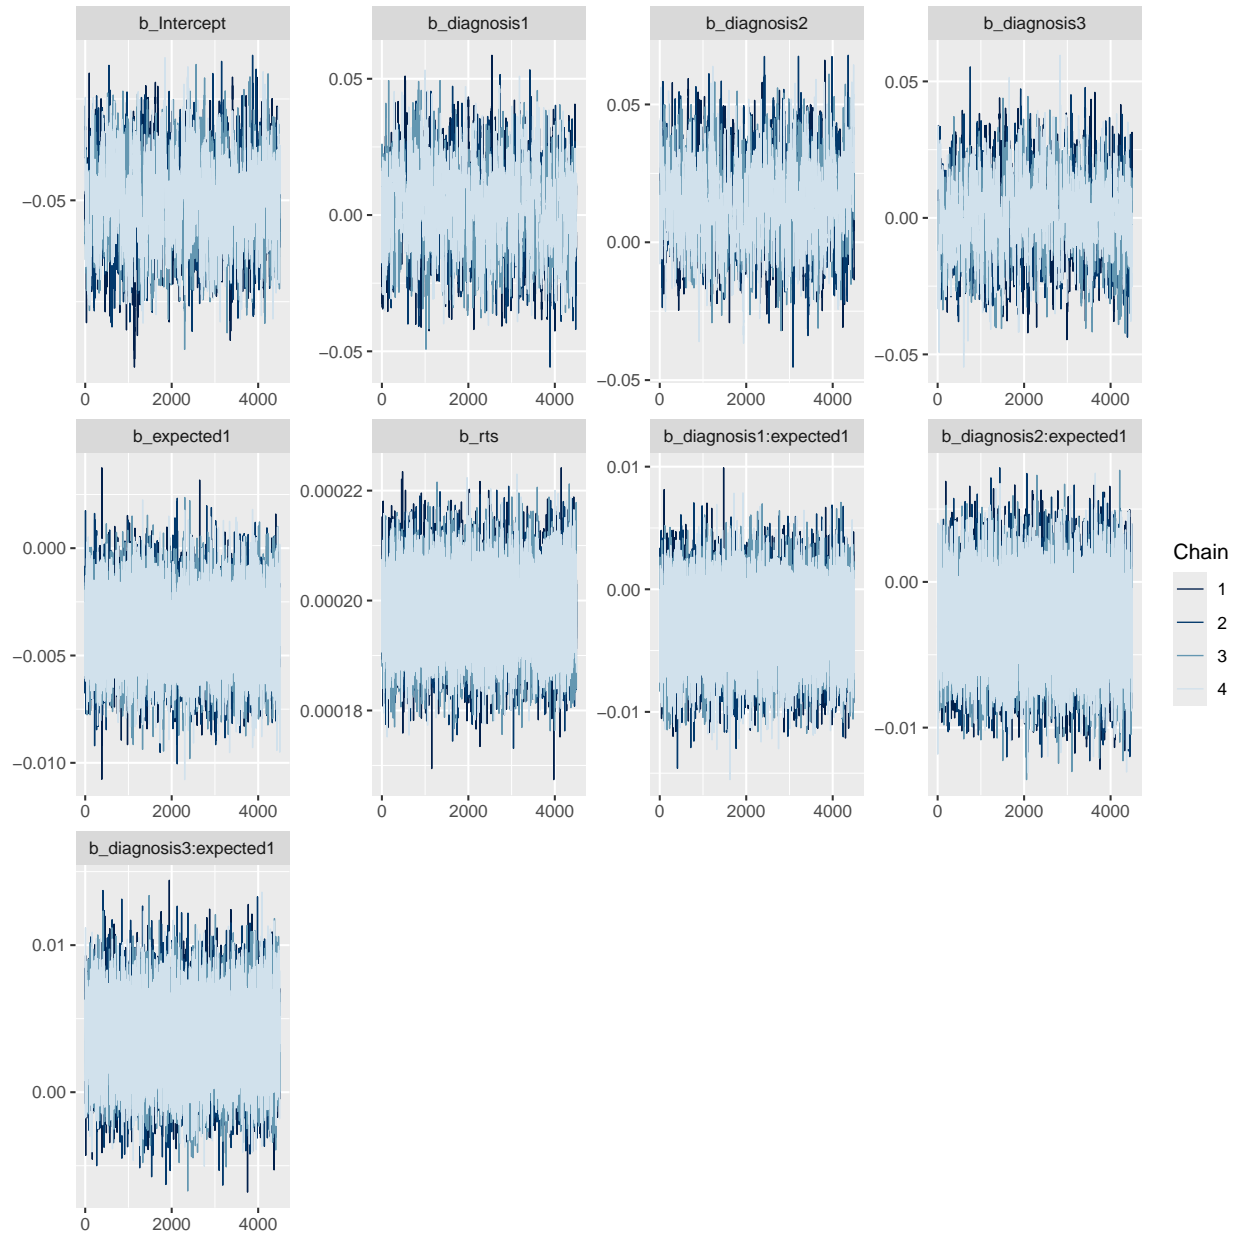 b_Intercept
b_diagnosis1
b_diagnosis2
b_diagnosis3
−0.05
0.05
0.00
−0.05
0.05
0.00
−0.05
0.05
0.00
−0.05
0 2000 4000
0 2000 4000
0 2000 4000
0 2000 4000
b_expected1
b_rts
b_diagnosis1:expected1
b_diagnosis2:expected1
0.000
−0.005
−0.010
0.00022
0.00020
0.00018
0.01
0.00
−0.01
0.00
−0.01
0 2000 4000
0 2000 4000
0 2000 4000
0 2000 4000
Chain
1
2
3
4
b_diagnosis3:expected1
0.01
0.00
0 2000 4000